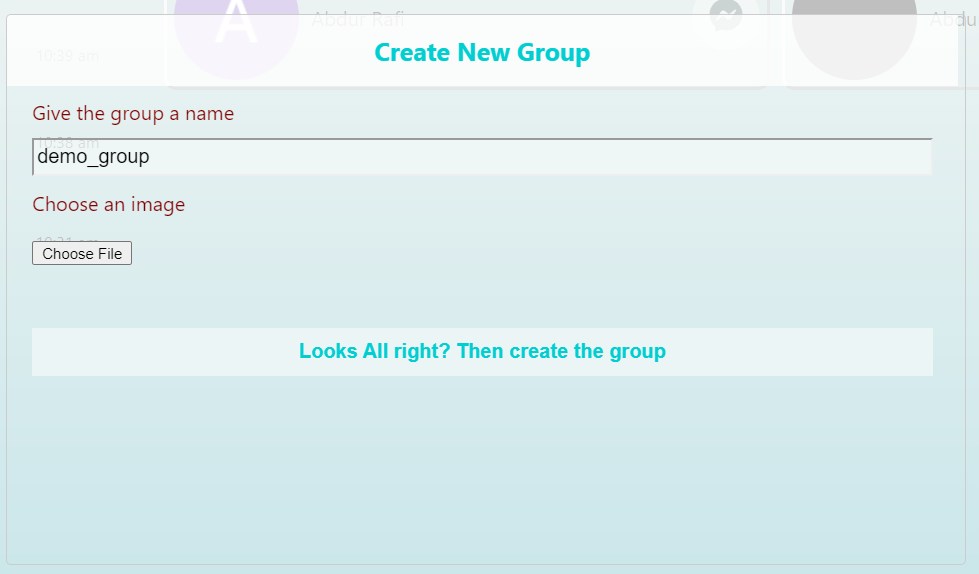 A Abdur Rafi Abdu
10:39 am
Create New Group
Give the group a name
10:38 am
demo_group
Choose an image
10:31 am
Choose File
Looks All right? Then create the group